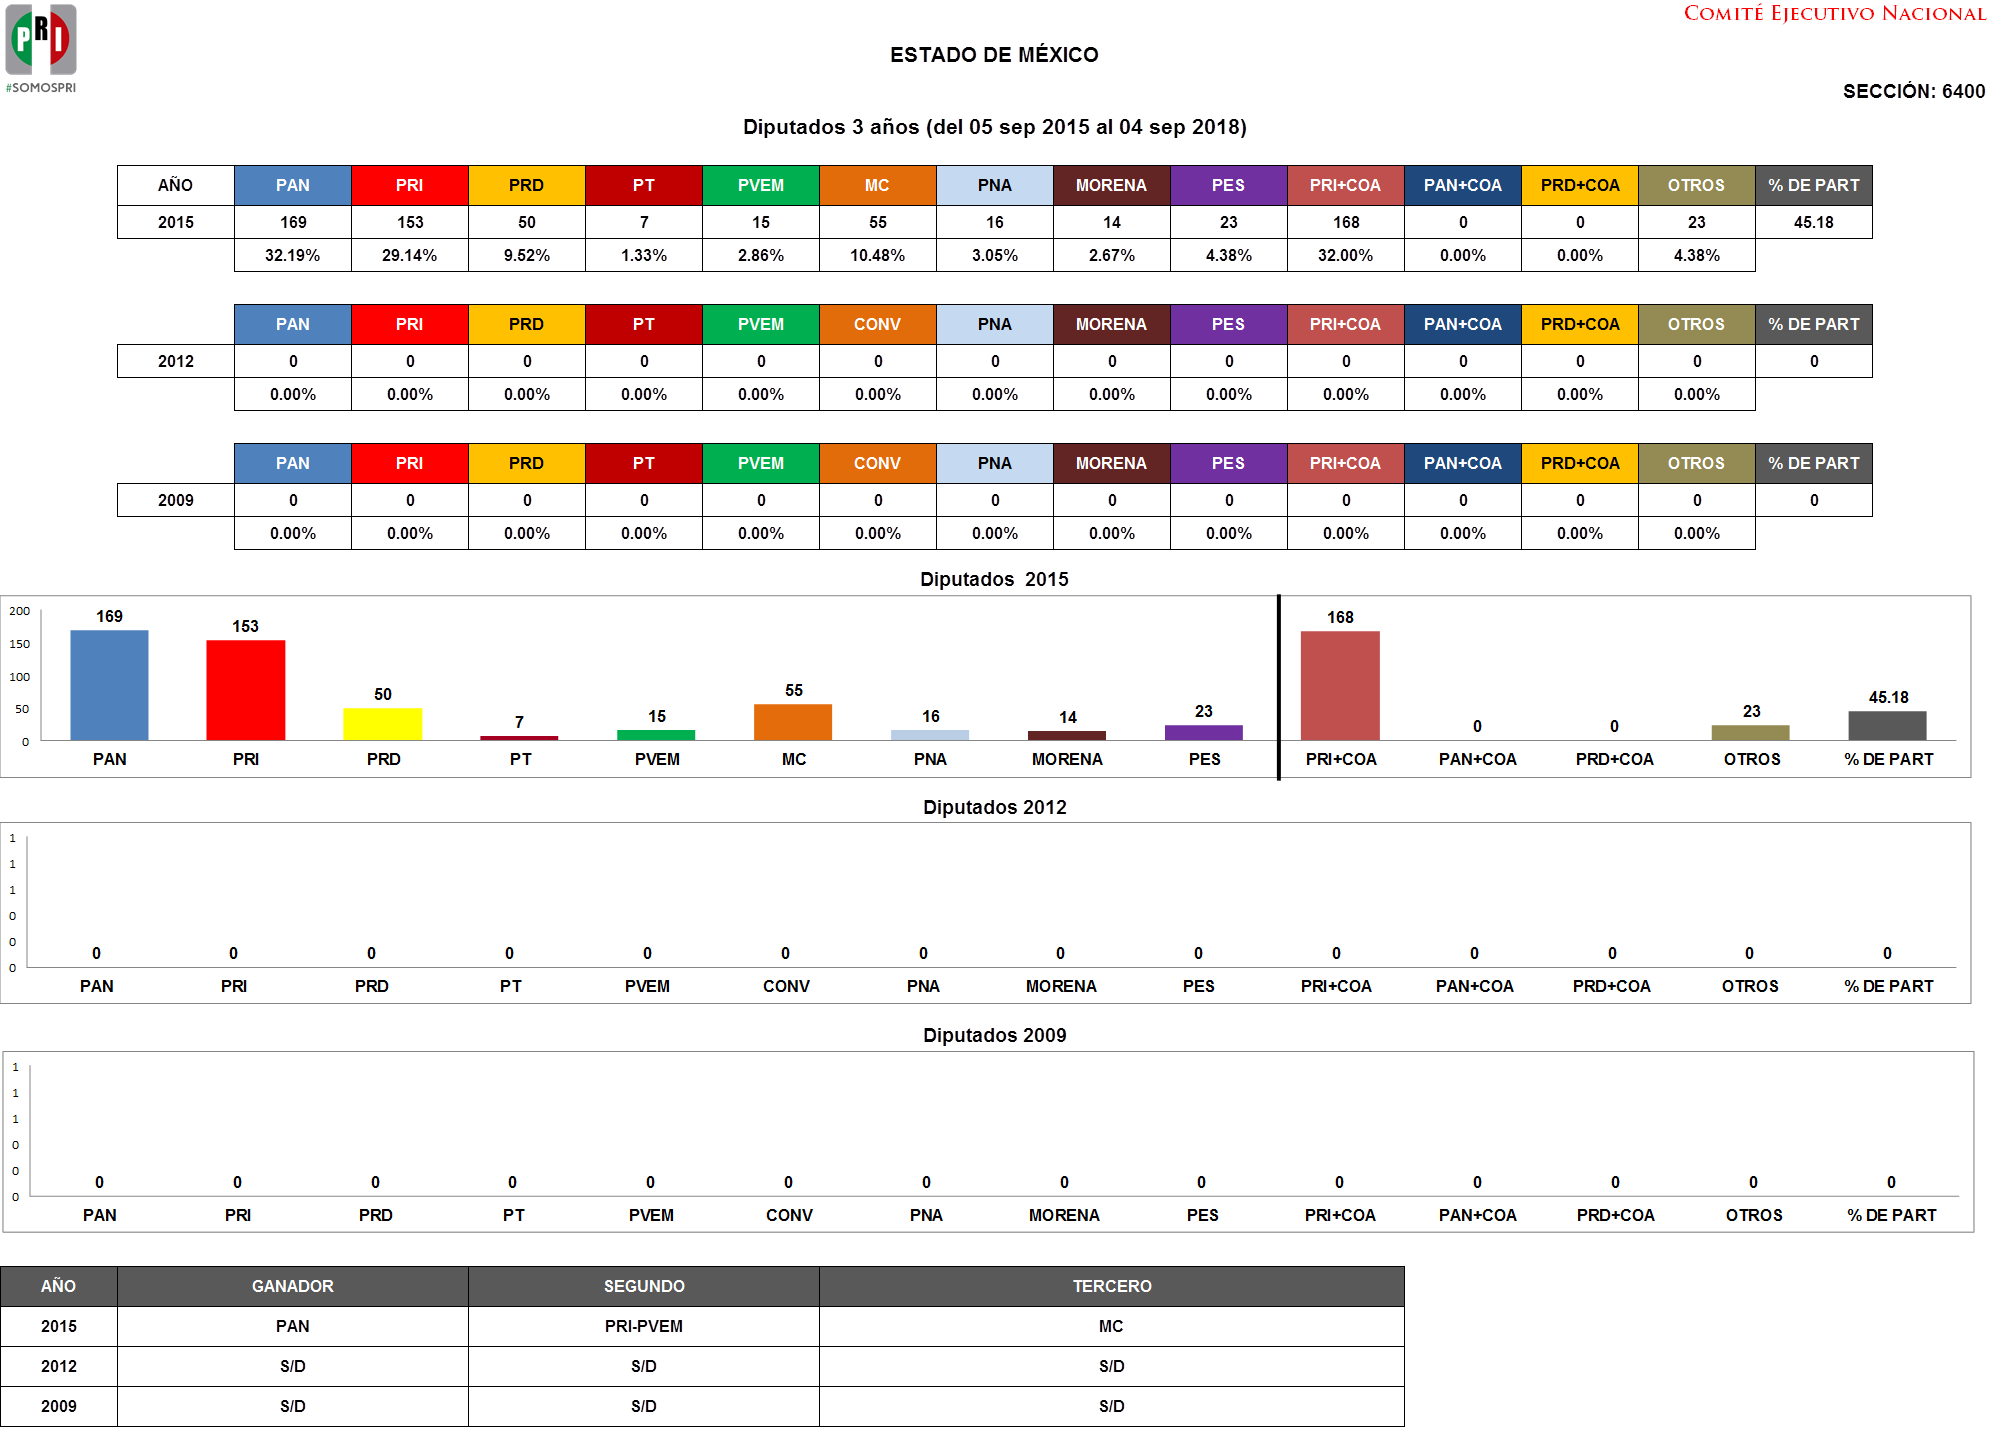 PRI
#SOMOSPRI
COMITÉ EJECUTIVO NACIONAL
ESTADO DE MÉXICO
SECCIÓN: 6400
Diputados 3 años (del 05 sep 2015 al 04 sep 2018)
AÑO PAN PRI PRD PT PVEM MC PNA MORENA PES PRI+COA PAN+COA PRD+COA OTROS % DE PART
2015 169 153 50 7 15 55 16 14 23 168 0 0 23 45.18
32.19% 29.14% 9.52% 1.33% 2.86% 10.48% 3.05% 2.67% 4.38% 32.00% 0.00% 0.00% 4.38%
PAN PRI PRD PT PVEM CONV PNA MORENA PES PRI+COA PAN+COA PRD+COA OTROS % DE PART
2012 0 0 0 0 0 0 0 0 0 0 0 0 0 0
0.00% 0.00% 0.00% 0.00% 0.00% 0.00% 0.00% 0.00% 0.00% 0.00% 0.00% 0.00% 0.00%
PAN PRI PRD PT PVEM CONV PNA MORENA PES PRI+COA PAN+COA PRD+COA OTROS % DE PART
2009 0 0 0 0 0 0 0 0 0 0 0 0 0 0
0.00% 0.00% 0.00% 0.00% 0.00% 0.00% 0.00% 0.00% 0.00% 0.00% 0.00% 0.00% 0.00%
Diputados 2015
200
150
100
50
0
169 153 50 7 15 55 16 14 23 168 0 0 23 45.18
PAN PRI PRD PT PVEM MC PNA MORENA PES PRI+COA PAN+COA PRD+COA OTROS % DE PART
Diputados 2012
1
1
1
0
0
0
0 0 0 0 0 0 0 0 0 0 0 0 0 0
PAN PRI PRD PT PVEM CONV PNA MORENA PES PRI+COA PAN+COA PRD+COA OTROS % DE PART
Diputados 2009
1
1
1
0
0
0
0 0 0 0 0 0 0 0 0 0 0 0 0 0
PAN PRI PRD PT PVEM CONV PNA MORENA PES PRI+COA PAN+COA PRD+COA OTROS % DE PART
AÑO GANADOR SEGUNDO TERCERO
2015 PAN PRI-PVEM MC
2012 S/D S/D S/D
2009 S/D S/D S/D